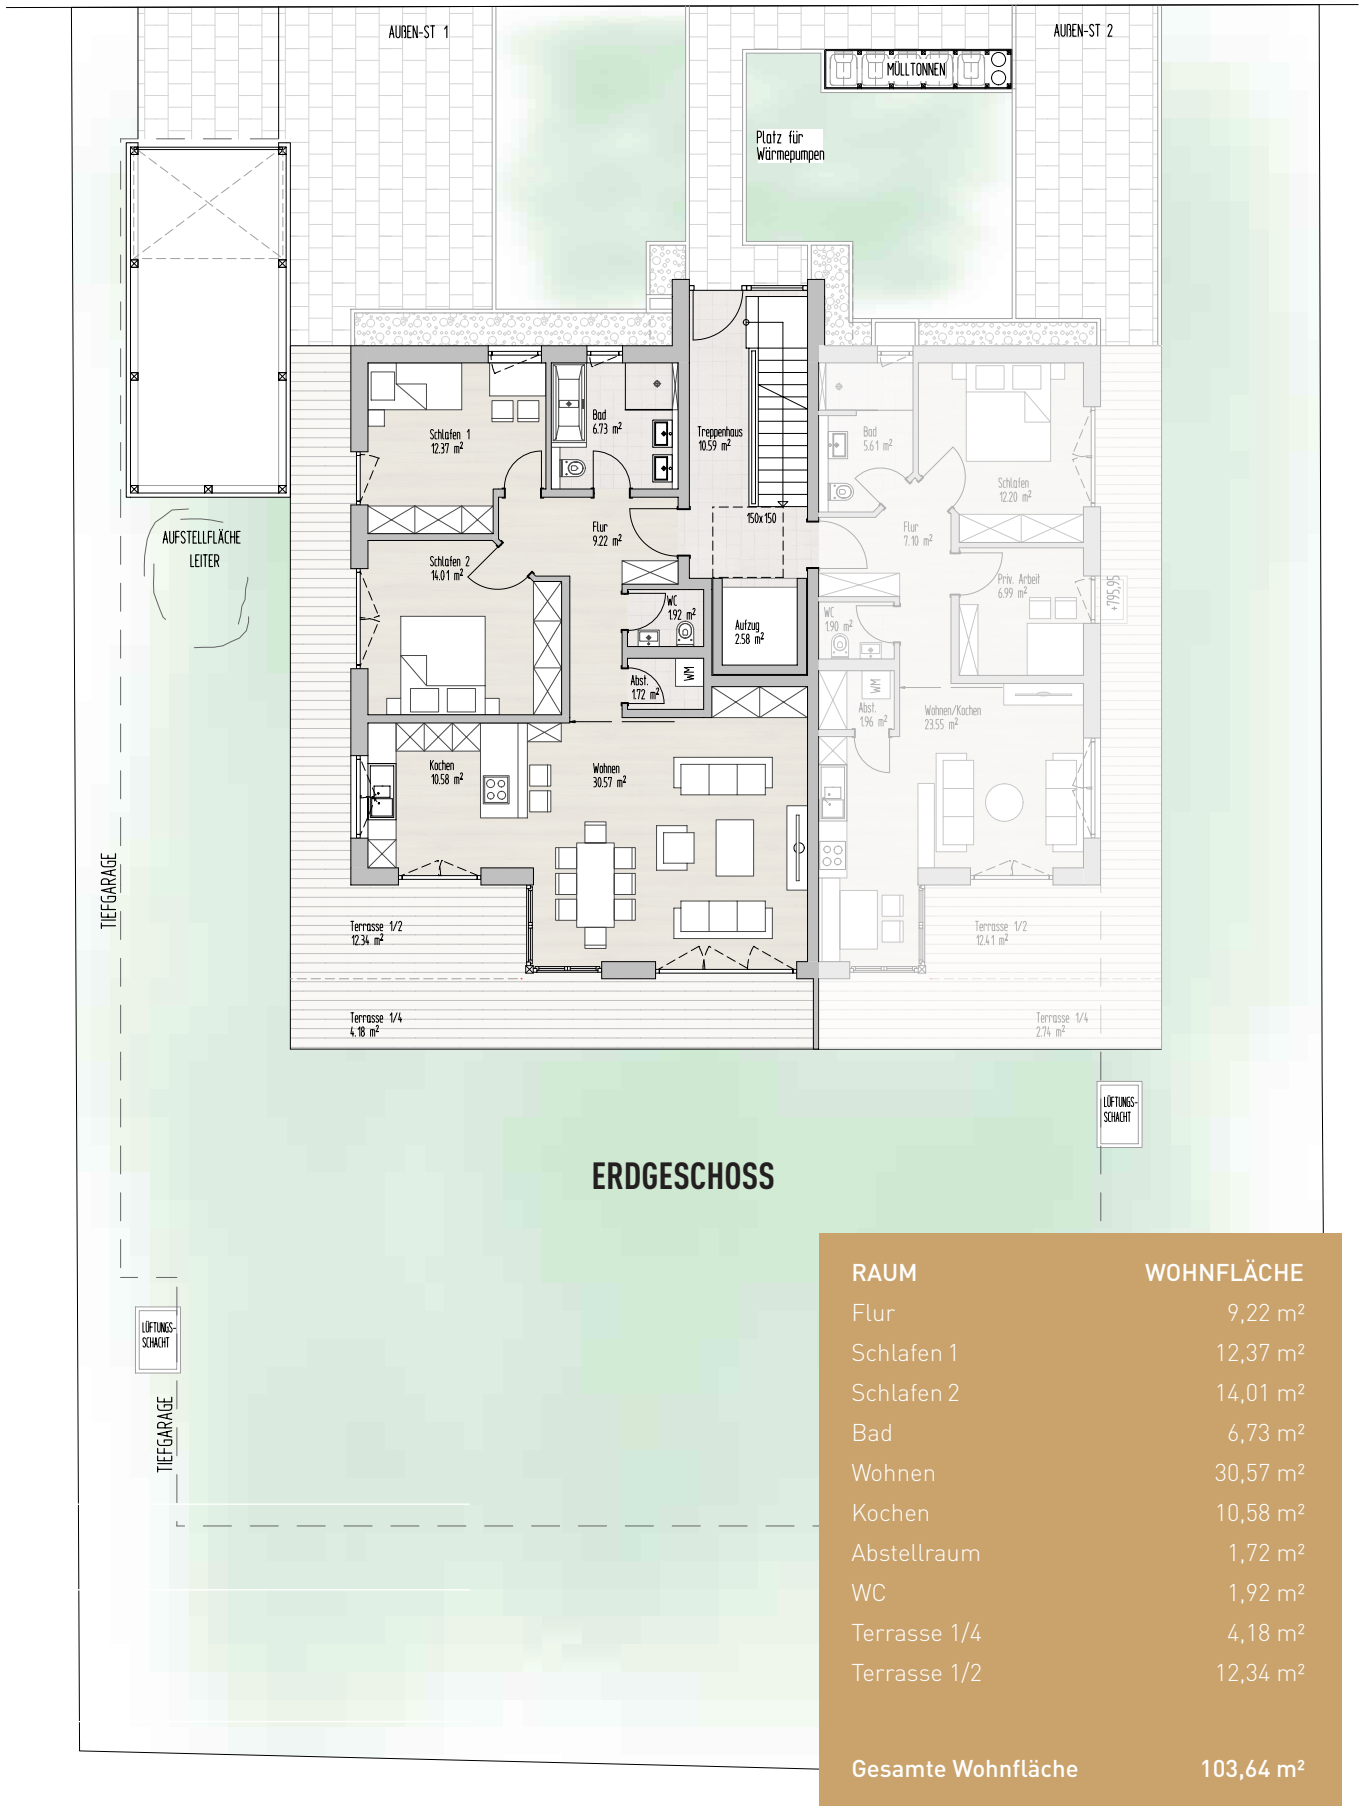 AUßEN-ST 1
AUßEN-ST 2
MÜLLTONNEN
Platz für
Wärmepumpen
Schlafen 1
12.37 m²
Bad
6.73 m²
Treppenhaus
10.59 m²
Bad
5.61 m²
Schlafen
12.20 m²
150x150
Flur
9.22 m²
Flur
7.10 m²
AUFSTELLFLÄCHE
LEITER
Schlafen 2
14.01 m²
Priv. Arbeit
6.99 m²
+795,95
WC
1.92 m²
Aufzug
2.58 m²
WC
1.90 m²
Abst.
1.72 m²
WM
WM
Abst.
1.96 m²
Wohnen/Kochen
23.55 m²
Kochen
10.58 m²
Wohnen
30.57 m²
TIEFGARAGE
Terrasse 1/2
12.34 m²
Terrasse 1/2
12.41 m²
Terrasse 1/4
4.18 m²
Terrasse 1/4
2.74 m²
LÜFTUNGS-
SCHACHT
ERDGESCHOSS
LÜFTUNGS-
SCHACHT
TIEFGARAGE
RAUM WOHNFLÄCHE
Flur 9,22 m²
Schlafen 1 12,37 m²
Schlafen 2 14,01 m²
Bad 6,73 m²
Wohnen 30,57 m²
Kochen 10,58 m²
Abstellraum 1,72 m²
WC 1,92 m²
Terrasse 1/4 4,18 m²
Terrasse 1/2 12,34 m²
Gesamte Wohnfläche 103,64 m²